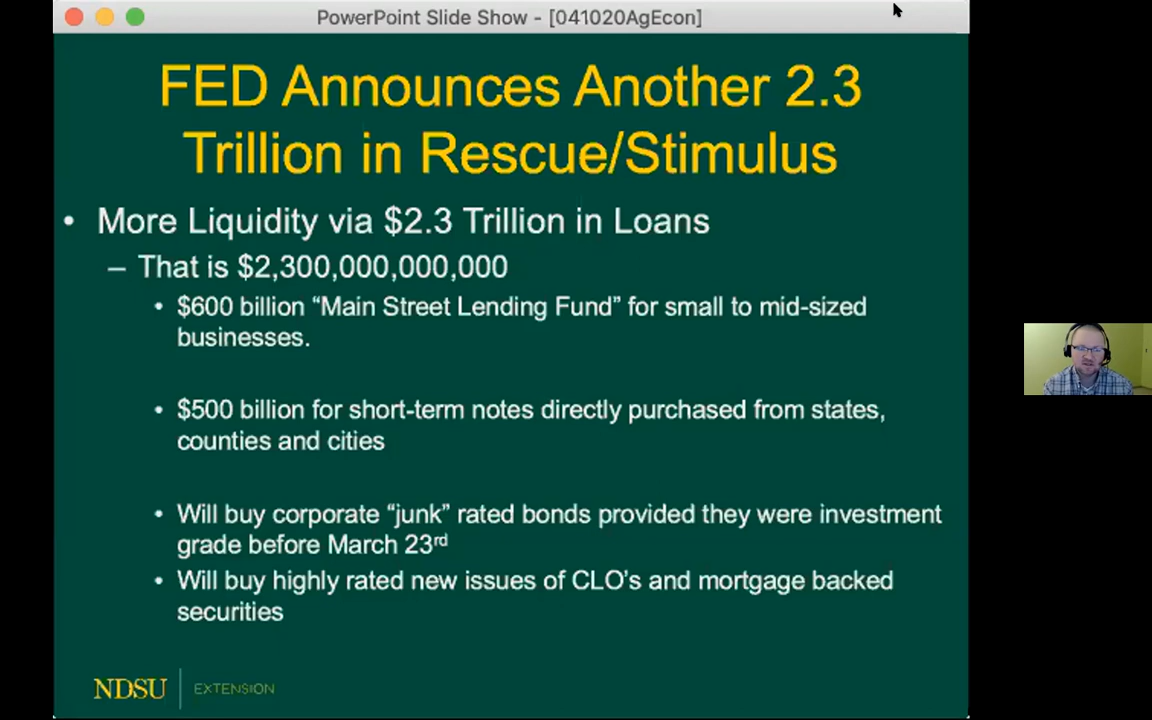 PowerPoint Slide Show - [041020AgEcon]
FED Announces Another 2.3
Trillion in Rescue/Stimulus
• More Liquidity via $2.3 Trillion in Loans
– That is $2,300,000,000,000
• $600 billion “Main Street Lending Fund” for small to mid-sized
businesses.
• $500 billion for short-term notes directly purchased from states,
counties and cities
• Will buy corporate “junk” rated bonds provided they were investment
grade before March 23rd
• Will buy highly rated new issues of CLO’s and mortgage backed
securities
NDSU EXTENSION